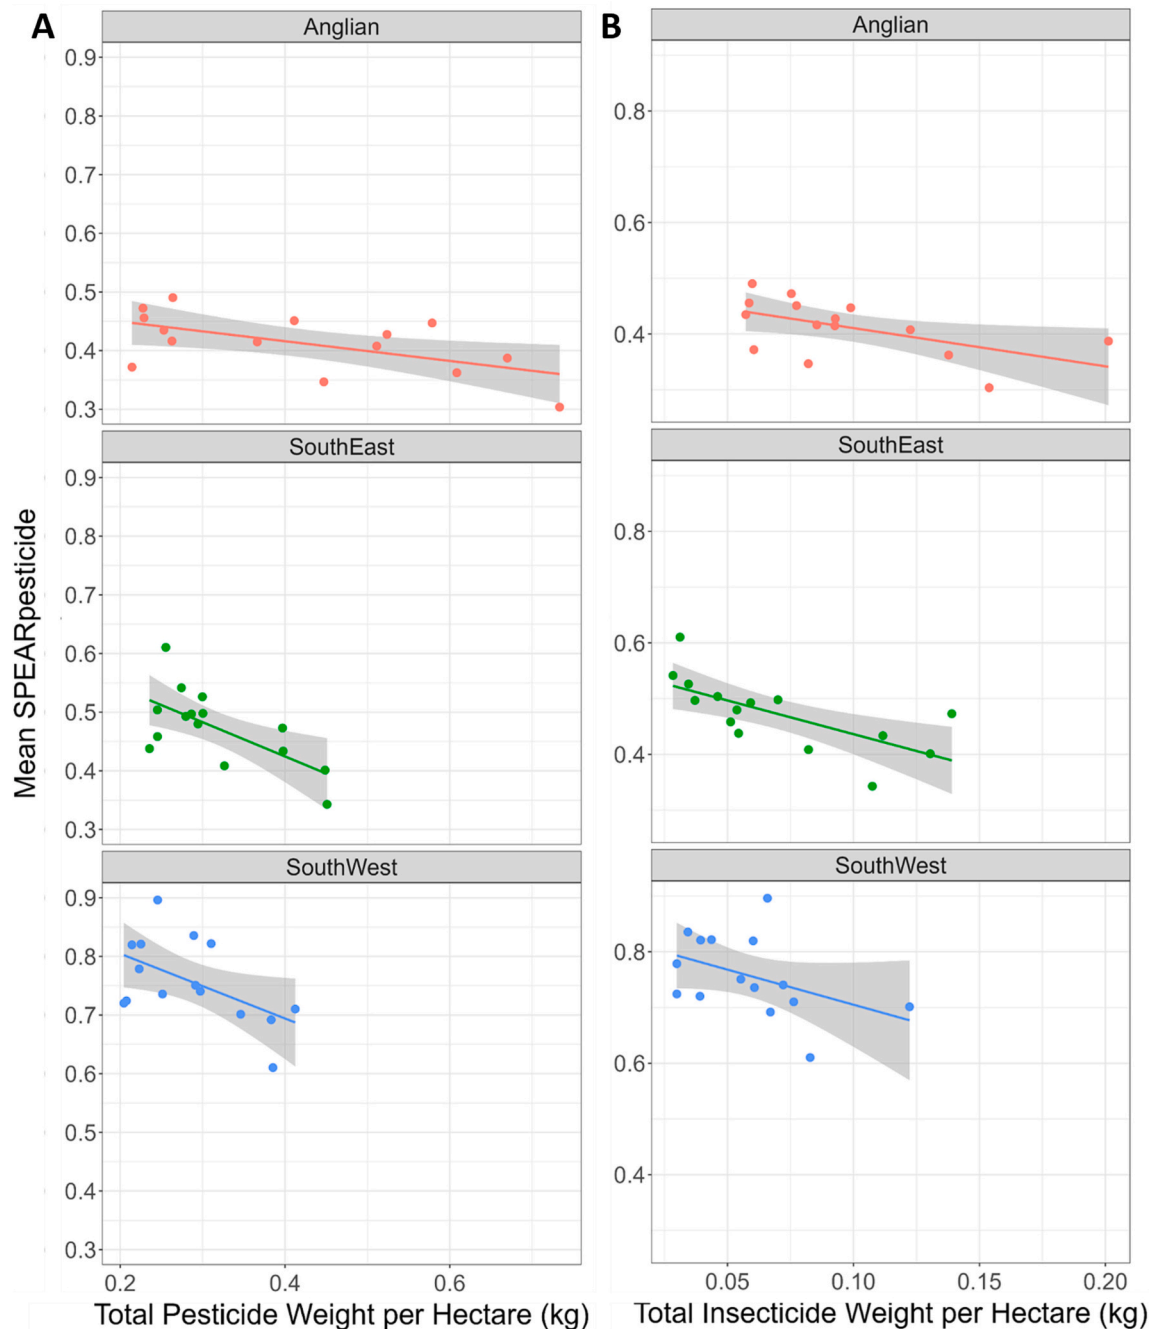 A
Anglian
0.9
0.8
0.7
0.6
0.5
0.4
0.3
SouthEast
0.9
0.8
0.7
0.6
0.5
0.4
0.3
SouthWest
0.9
0.8
0.7
0.6
0.5
0.4
0.3
0.2 0.4 0.6
Mean SPEARpesticide
Total Pesticide Weight per Hectare (kg)
B
Anglian
0.8
0.6
0.4
SouthEast
0.8
0.6
0.4
SouthWest
0.8
0.6
0.4
0.05 0.10 0.15 0.20
Total Insecticide Weight per Hectare (kg)